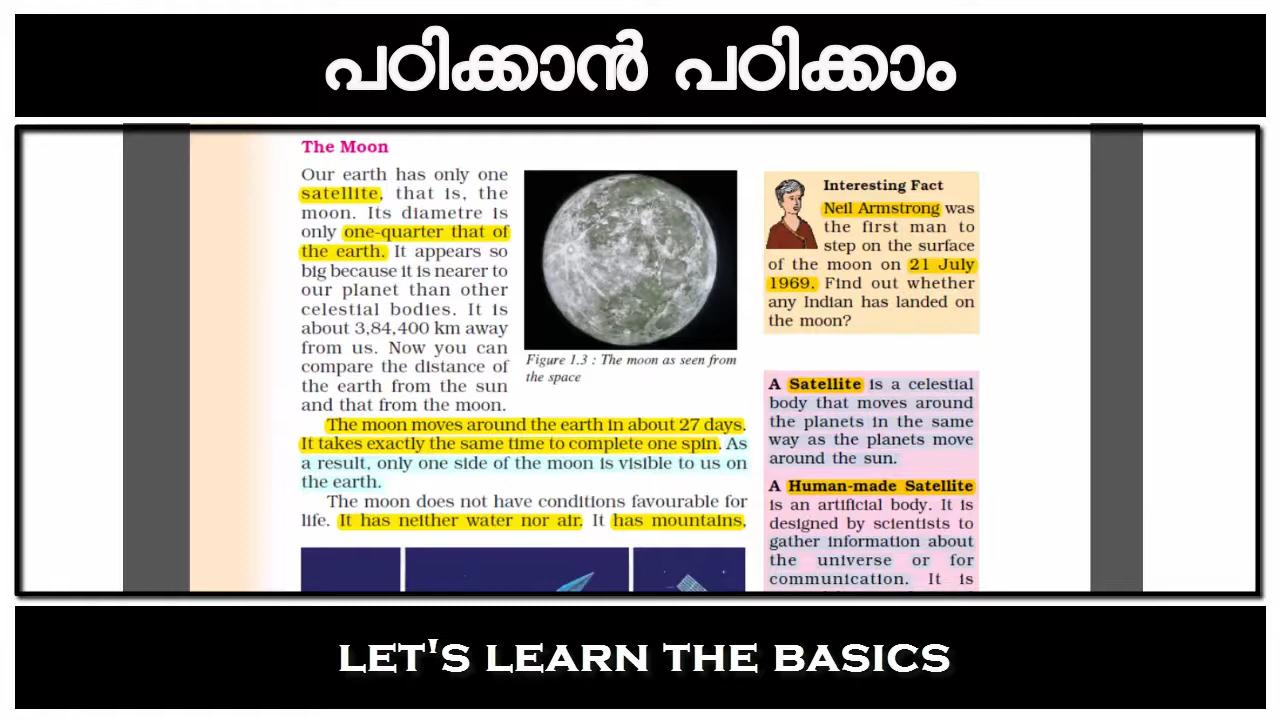 പഠിക്കാൻ പഠിക്കാം
The Moon
Our earth has only one
satellite, that is, the
moon. Its diametre is
only one-quarter that of
the earth. It appears so
big because it is nearer to
our planet than other
celestial bodies. It is
about 3,84,400 km away
from us. Now you can
compare the distance of
the earth from the sun
and that from the moon.
Figure 1.3 : The moon as seen from
the space
The moon moves around the earth in about 27 days.
It takes exactly the same time to complete one spin. As
a result, only one side of the moon is visible to us on
the earth.
The moon does not have conditions favourable for
life. It has neither water nor air. It has mountains,
Interesting Fact
Neil Armstrong was
the first man to
step on the surface
of the moon on 21 July
1969. Find out whether
any Indian has landed on
the moon?
A Satellite is a celestial
body that moves around
the planets in the same
way as the planets move
around the sun.
A Human-made Satellite
is an artificial body. It is
designed by scientists to
gather information about
the universe or for
communication. It is
LET'S LEARN THE BASICS